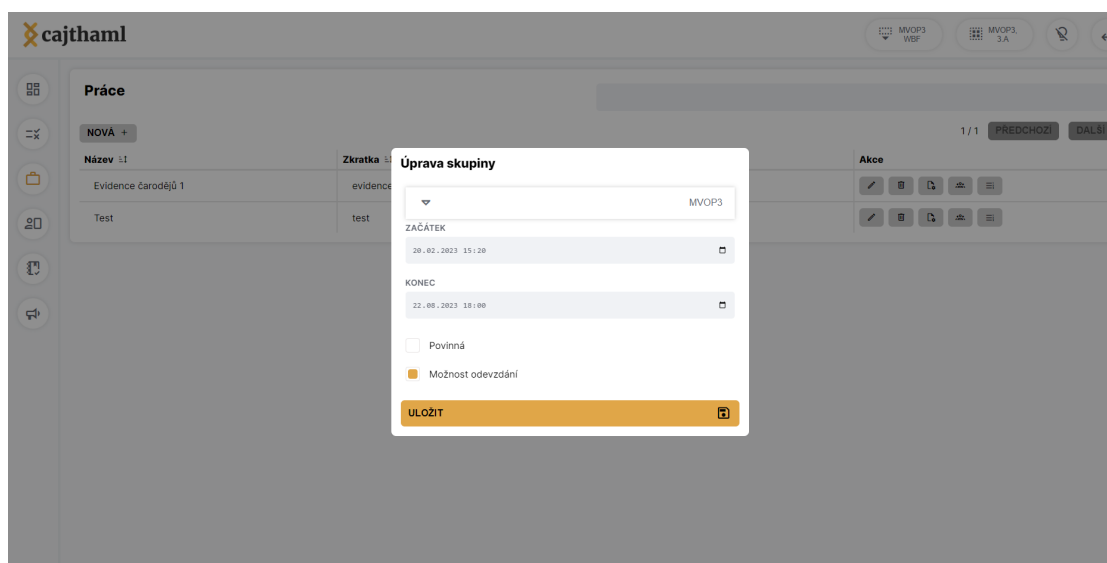 cajthaml
MVOP3
WBF
MVOP3,
3.A
Práce
NOVÁ +
1 / 1 PŘEDCHOZÍ DALŠÍ
Název
Zkratka
Akce
Úprava skupiny
Evidence čarodějů 1
evidence
MVOP3
Test
test
ZAČÁTEK
20.02.2023 15:20
KONEC
22.08.2023 18:00
Povinná
Možnost odevzdání
ULOŽIT